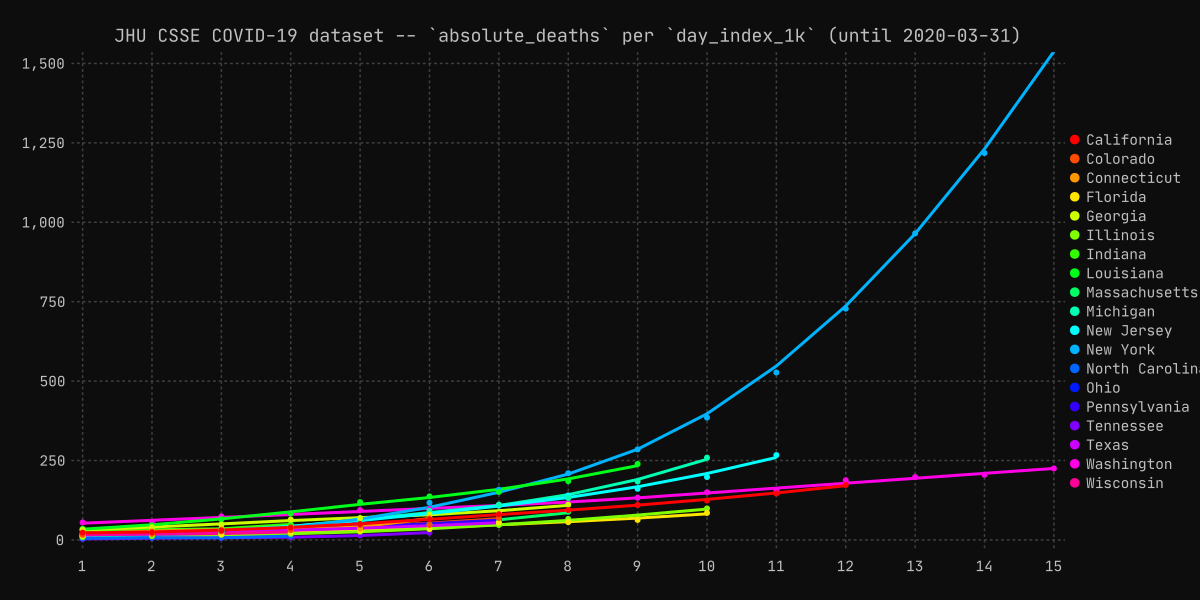 JHU CSSE COVID-19 dataset -- `absolute_deaths` per `day_index_1k` (until 2020-03-31)
1,500
1,250
1,000
750
500
250
0
1 2 3 4 5 6 7 8 9 10 11 12 13 14 15
California
Colorado
Connecticut
Florida
Georgia
Illinois
Indiana
Louisiana
Massachusetts
Michigan
New Jersey
New York
North Carolina
Ohio
Pennsylvania
Tennessee
Texas
Washington
Wisconsin